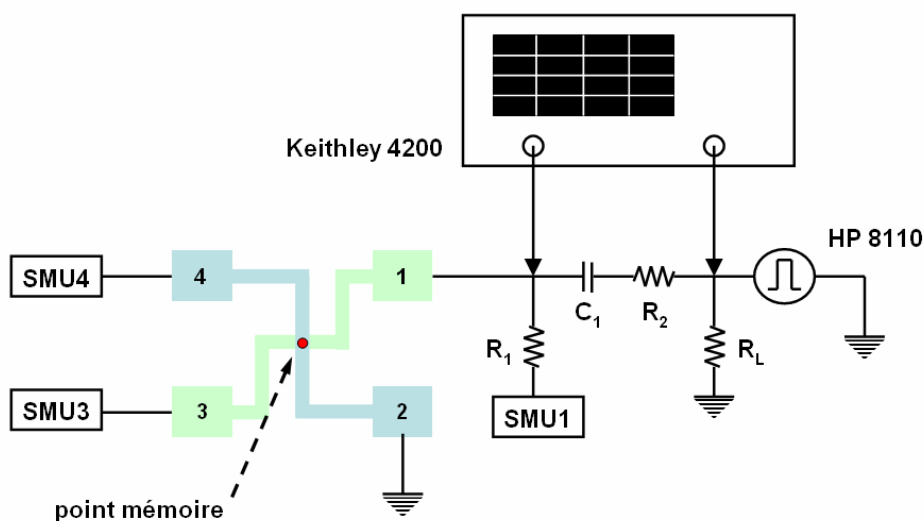 Keithley 4200
HP 8110
SMU4
4
1
C1
R2
R1
RL
SMU3
3
2
SMU1
point mémoire